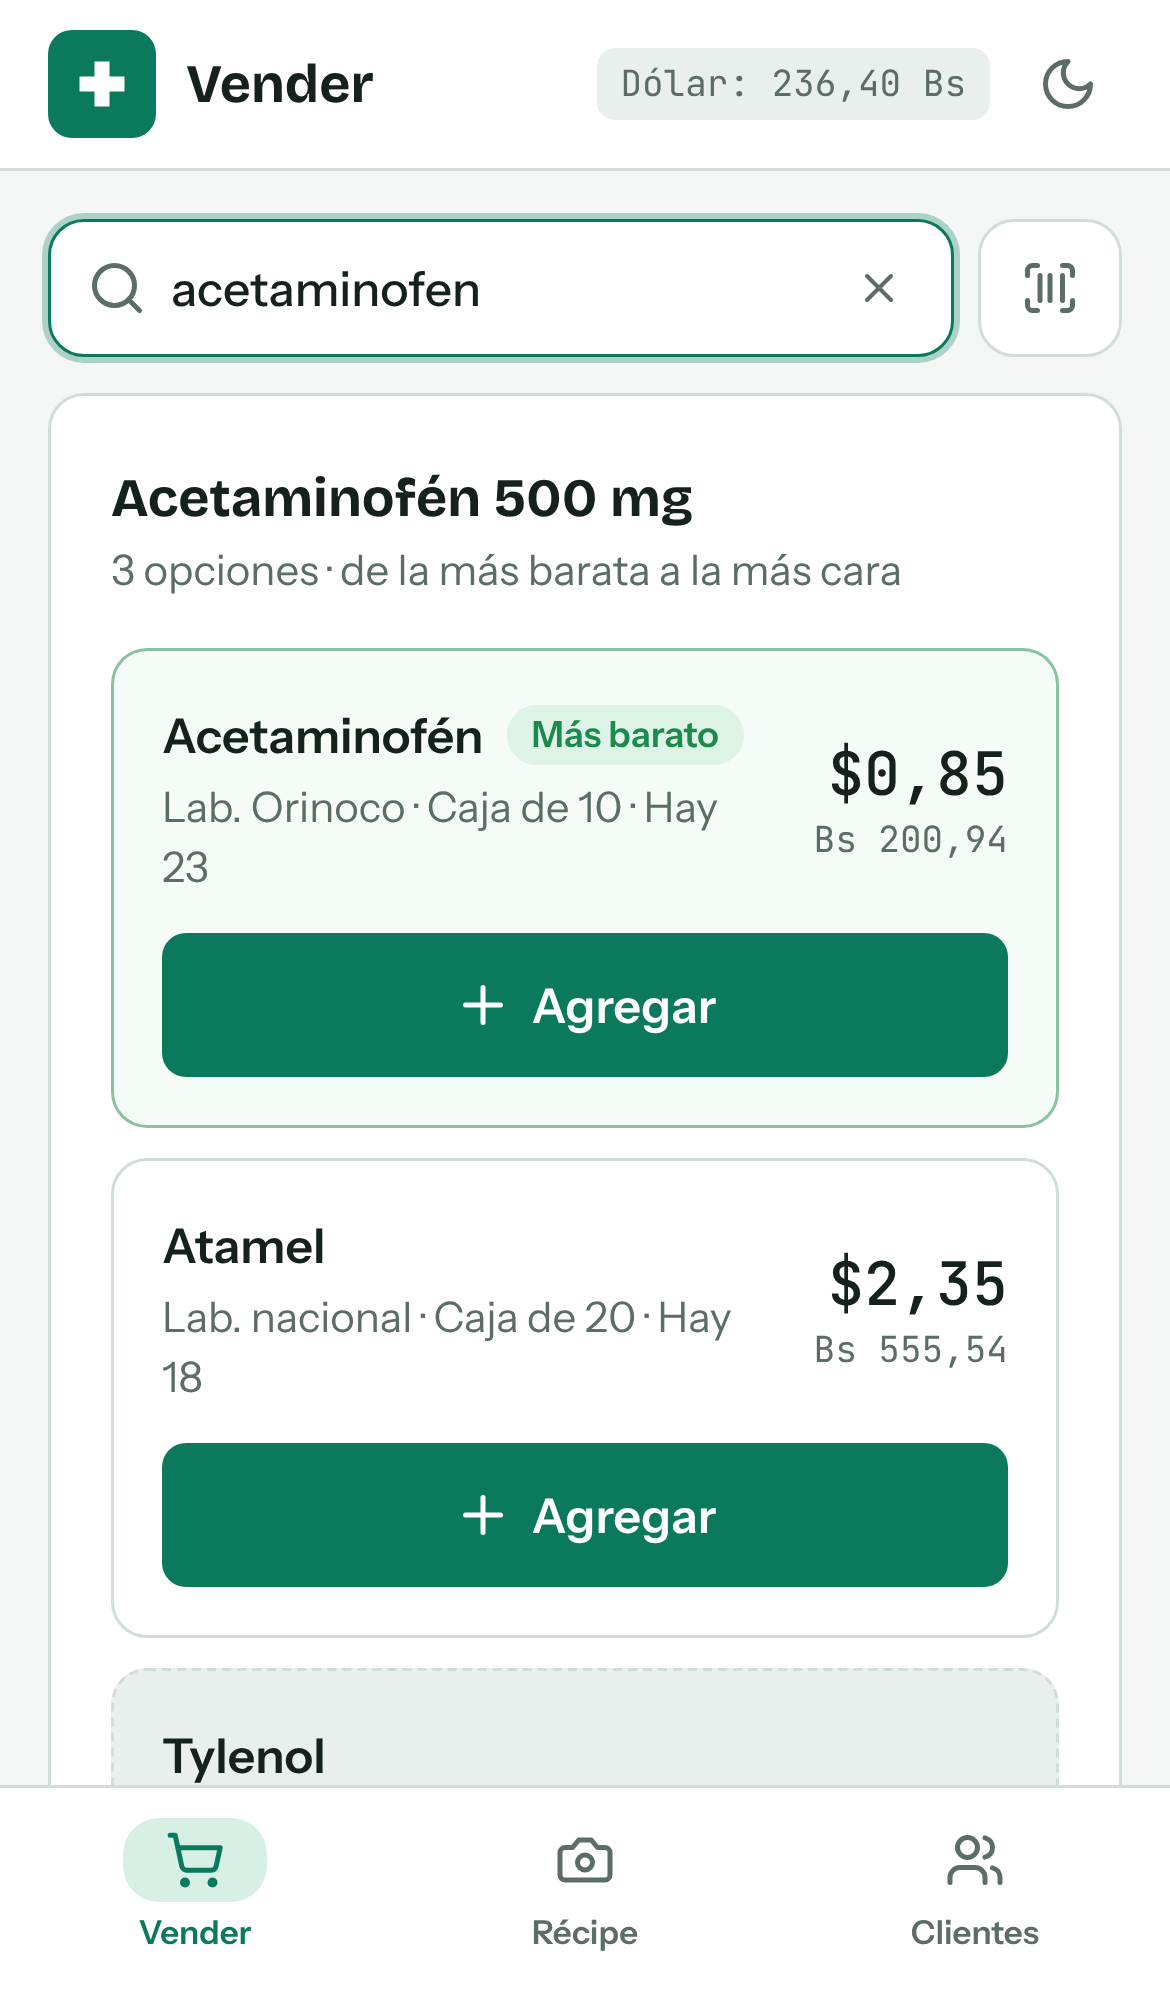 Vender
Dólar: 236,40 Bs
acetaminofen
Acetaminofén 500 mg
3 opciones · de la más barata a la más cara
Acetaminofén
Más barato
Lab. Orinoco · Caja de 10 · Hay
23
$0,85
Bs 200,94
Agregar
Atamel
Lab. nacional · Caja de 20 · Hay
18
$2,35
Bs 555,54
Agregar
Tylenol
Vender
Récipe
Clientes